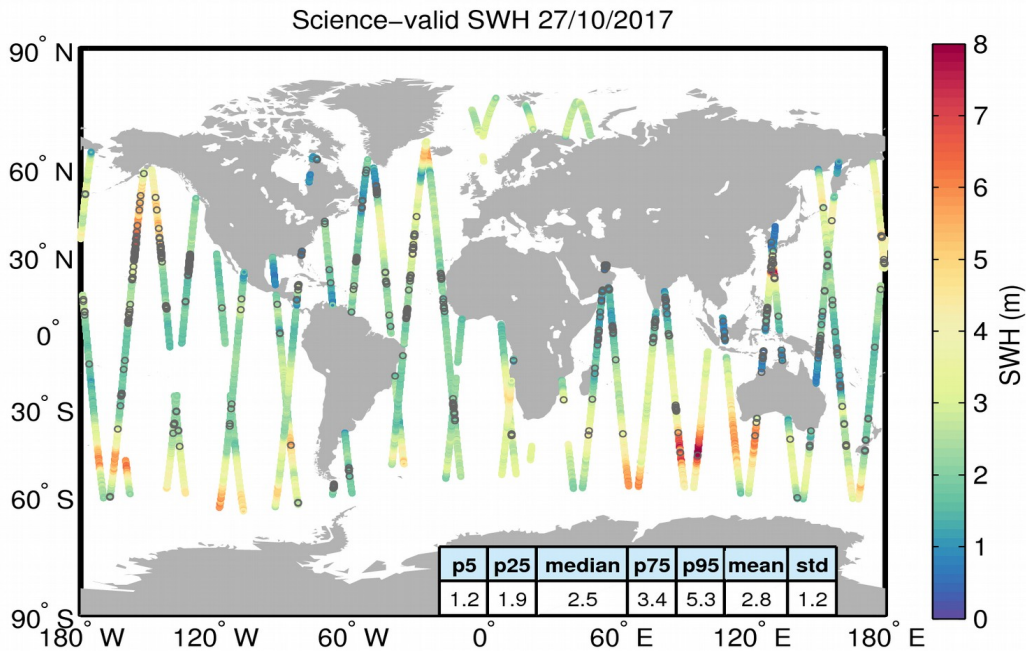 Science−valid SWH 27/10/2017
90° N
60° N
30° N
0°
30° S
60° S
90° S
180° W
120° W
60° W
0°
60° E
120° E
180° E
p5 p25 median p75 p95 mean std
1.2 1.9 2.5 3.4 5.3 2.8 1.2
8
7
6
5
4
3
2
1
0
SWH (m)